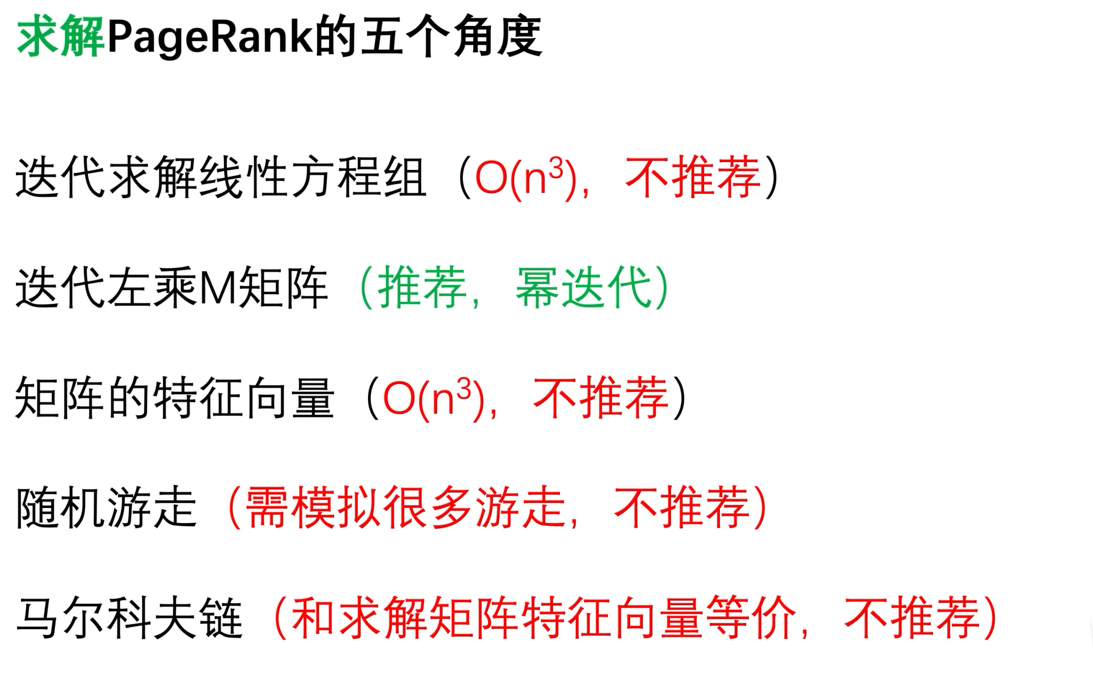 求解PageRank的五个角度
迭代求解线性方程组（O(n³)，不推荐）
迭代左乘M矩阵（推荐，幂迭代）
矩阵的特征向量（O(n³)，不推荐）
随机游走（需模拟很多游走，不推荐）
马尔科夫链（和求解矩阵特征向量等价，不推荐）